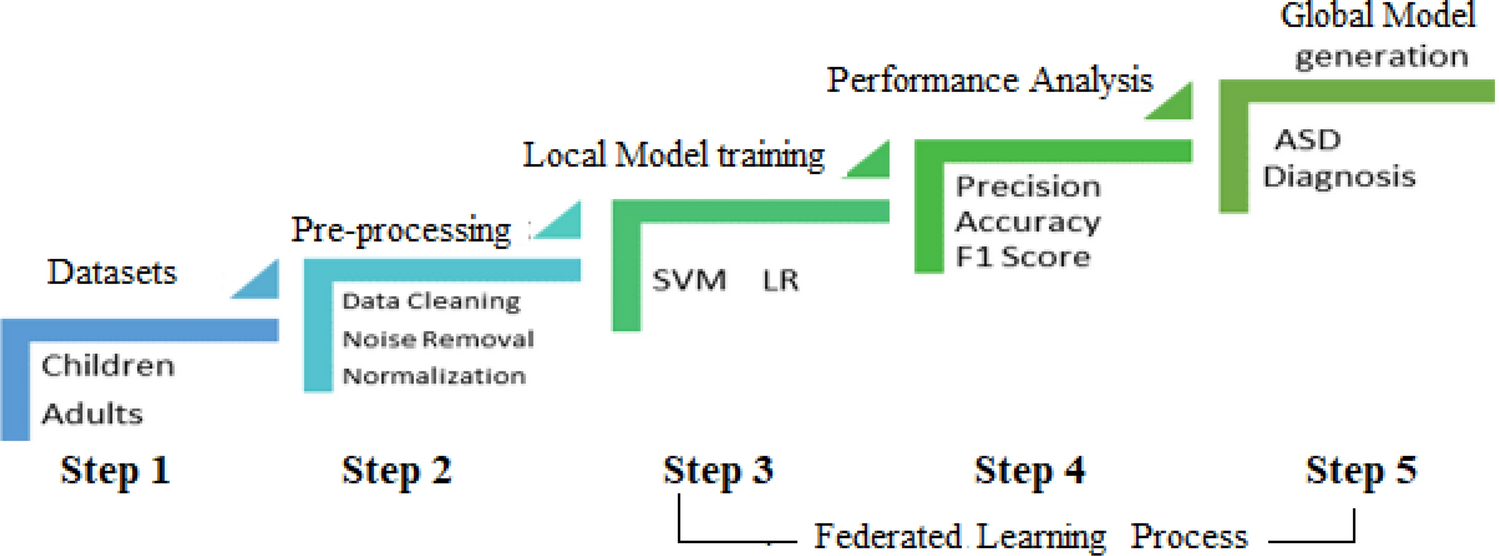 Datasets
Children
Adults
Step 1
Pre-processing :
Data Cleaning
Noise Removal
Normalization
Step 2
Local Model training
SVM LR
Step 3
Performance Analysis
Precision
Accuracy
F1 Score
Step 4
Global Model
generation
ASD
Diagnosis
Step 5
Federated Learning Process